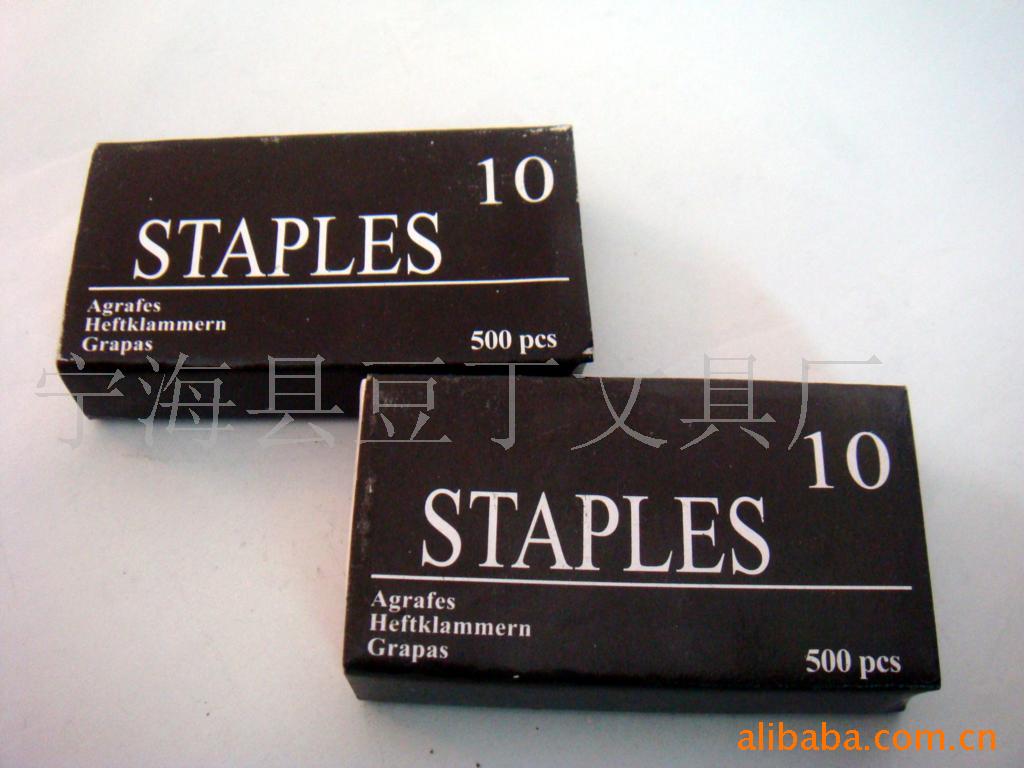 10
STAPLES
Agrafes
Heftklammern
Grapas
500 pcs
宁海县豆丁文具厂
10
STAPLES
Agrafes
Heftklammern
Grapas
500 pcs
alibaba.com.cn